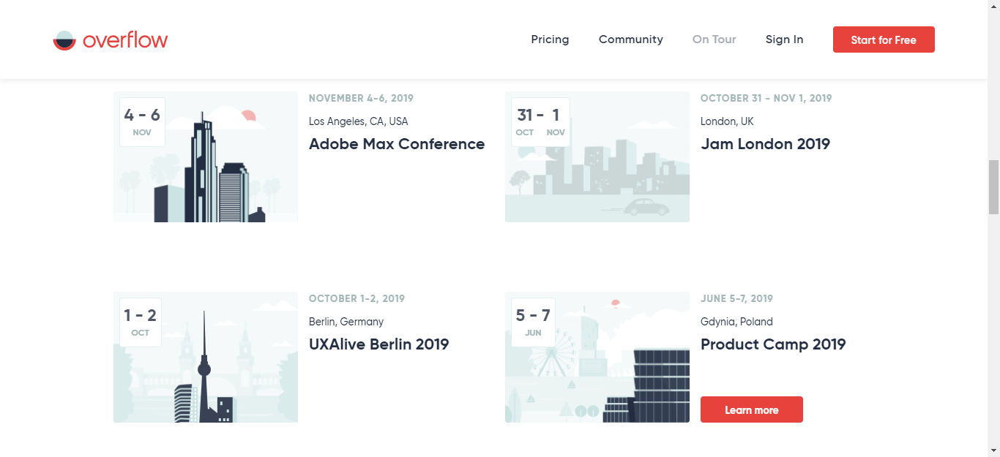 overflow
Pricing
Community
On Tour
Sign In
Start for Free
4 - 6
NOV
NOVEMBER 4-6, 2019
Los Angeles, CA, USA
Adobe Max Conference
31 - 1
OCT NOV
OCTOBER 31 - NOV 1, 2019
London, UK
Jam London 2019
1 - 2
OCT
OCTOBER 1-2, 2019
Berlin, Germany
UXAlive Berlin 2019
5 - 7
JUN
JUNE 5-7, 2019
Gdynia, Poland
Product Camp 2019
Learn more